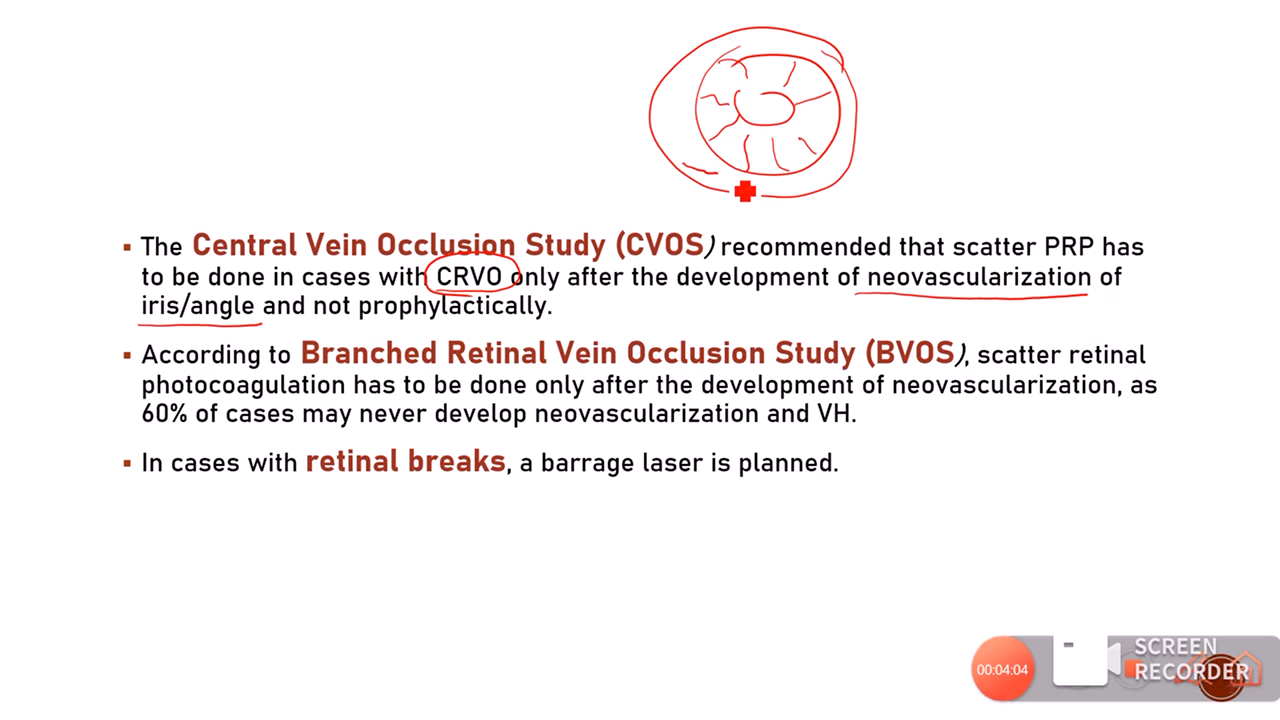 ▪ The Central Vein Occlusion Study (CVOS) recommended that scatter PRP has
to be done in cases with CRVO only after the development of neovascularization of
iris/angle and not prophylactically.
▪ According to Branched Retinal Vein Occlusion Study (BVOS), scatter retinal
photocoagulation has to be done only after the development of neovascularization, as
60% of cases may never develop neovascularization and VH.
▪ In cases with retinal breaks, a barrage laser is planned.
00:04:04
SCREEN
RECORDER